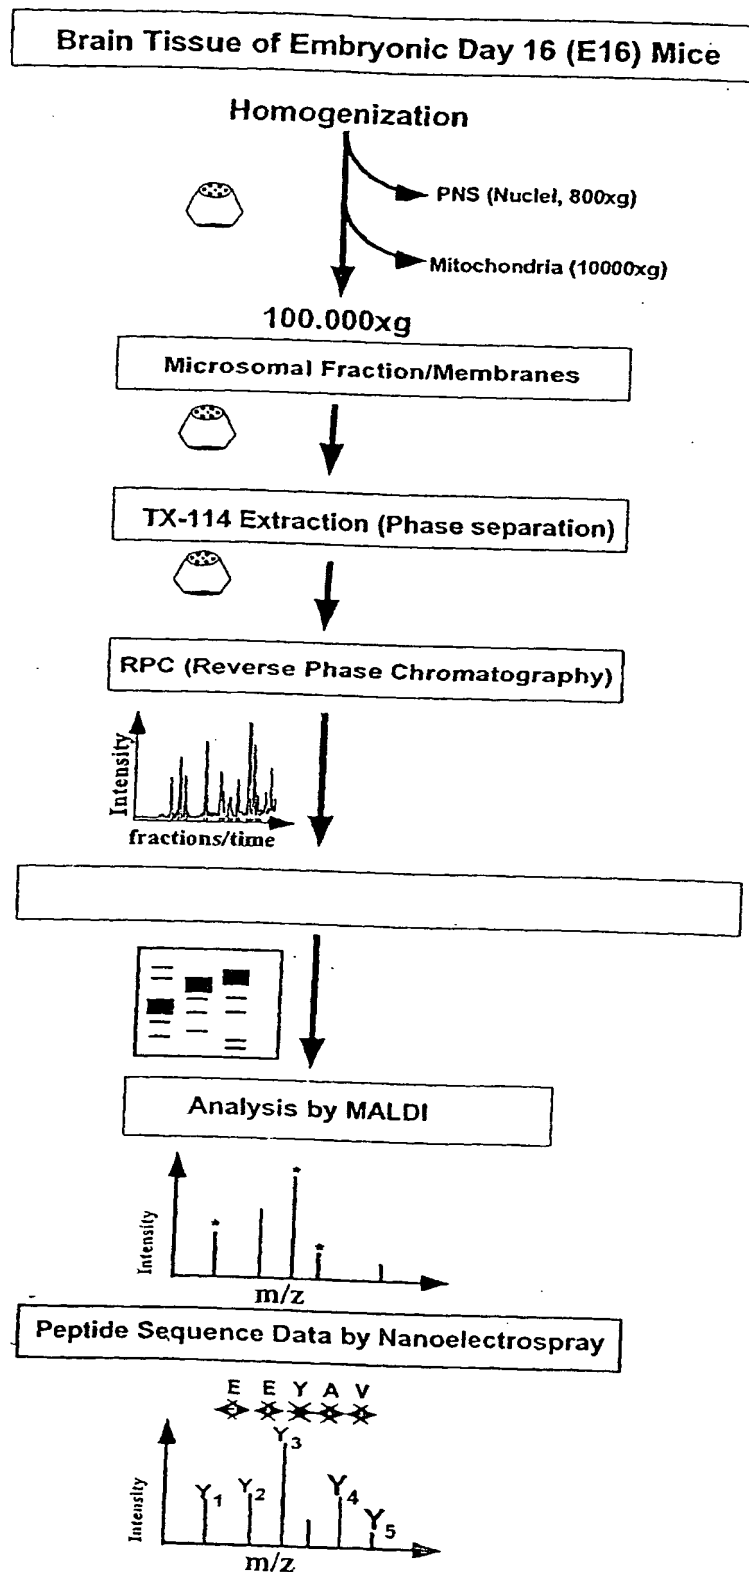 Brain Tissue of Embryonic Day 16 (E16) Mice
Homogenization
PNS (Nuclei, 800xg)
Mitochondria (10000xg)
100.000xg
Microsomal Fraction/Membranes
TX-114 Extraction (Phase separation)
RPC (Reverse Phase Chromatography)
Intensity
fractions/time
Analysis by MALDI
Intensity
* * *
m/z
Peptide Sequence Data by Nanoelectrospray
E E Y A V
Intensity
Y1 Y2 Y3 Y4 Y5
m/z